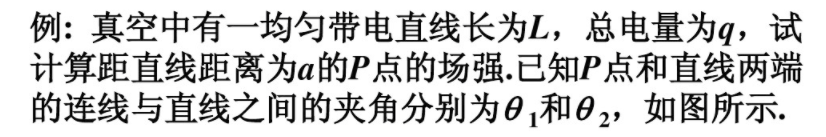 例: 真空中有一均匀带电直线长为L，总电量为q，试
计算距直线距离为a的P点的场强.已知P点和直线两端
的连线与直线之间的夹角分别为θ1和θ2，如图所示.